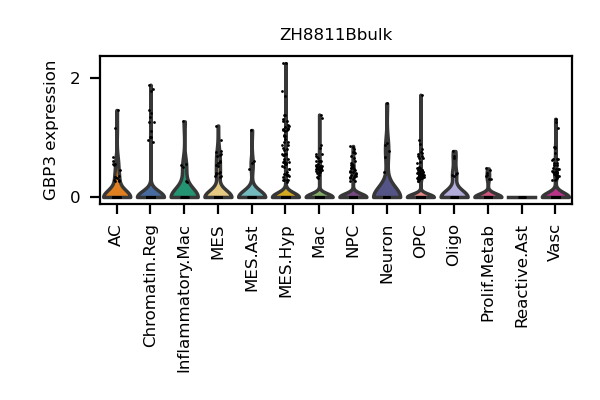 ZH8811Bbulk
GBP3 expression
2
0
AC
Chromatin.Reg
Inflammatory.Mac
MES
MES.Ast
MES.Hyp
Mac
NPC
Neuron
OPC
Oligo
Prolif.Metab
Reactive.Ast
Vasc